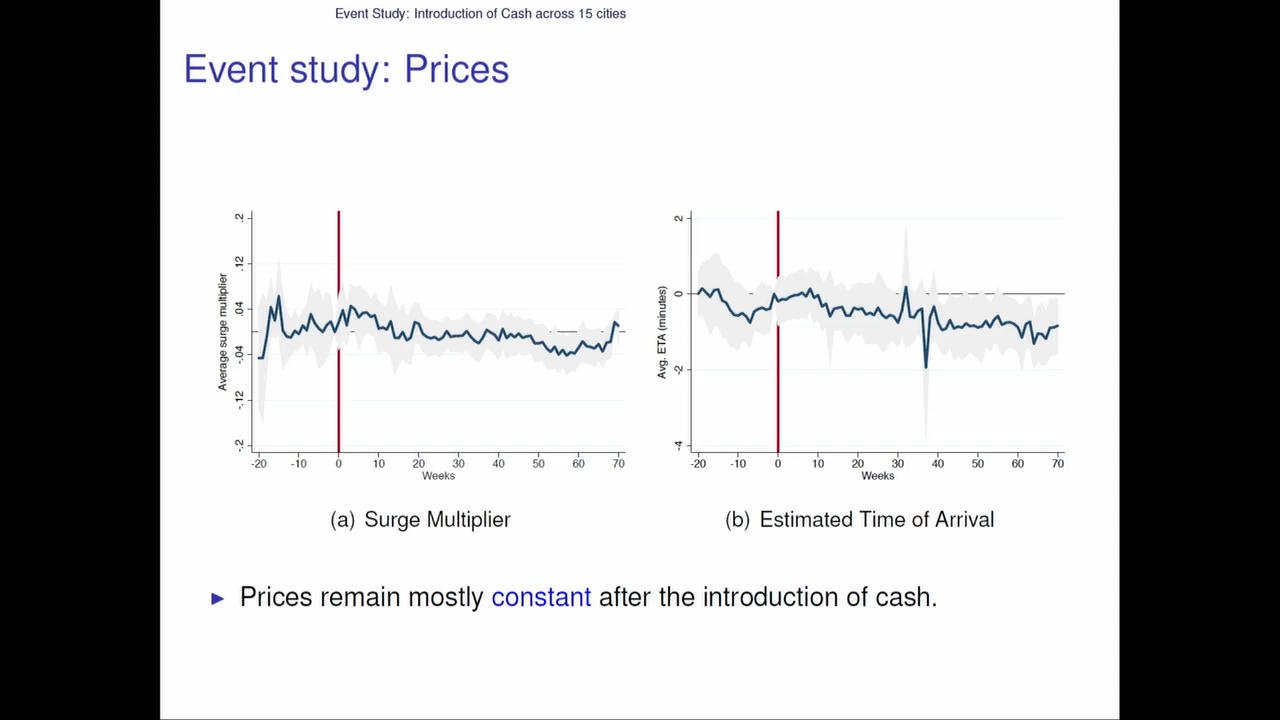 Event Study: Introduction of Cash across 15 cities
Event study: Prices
Average surge multiplier
.2
.12
.04
-.04
-.12
-.2
-20 -10 0 10 20 30 40 50 60 70
Weeks
(a) Surge Multiplier
Avg. ETA (minutes)
2
0
-2
-4
-20 -10 0 10 20 30 40 50 60 70
Weeks
(b) Estimated Time of Arrival
► Prices remain mostly constant after the introduction of cash.